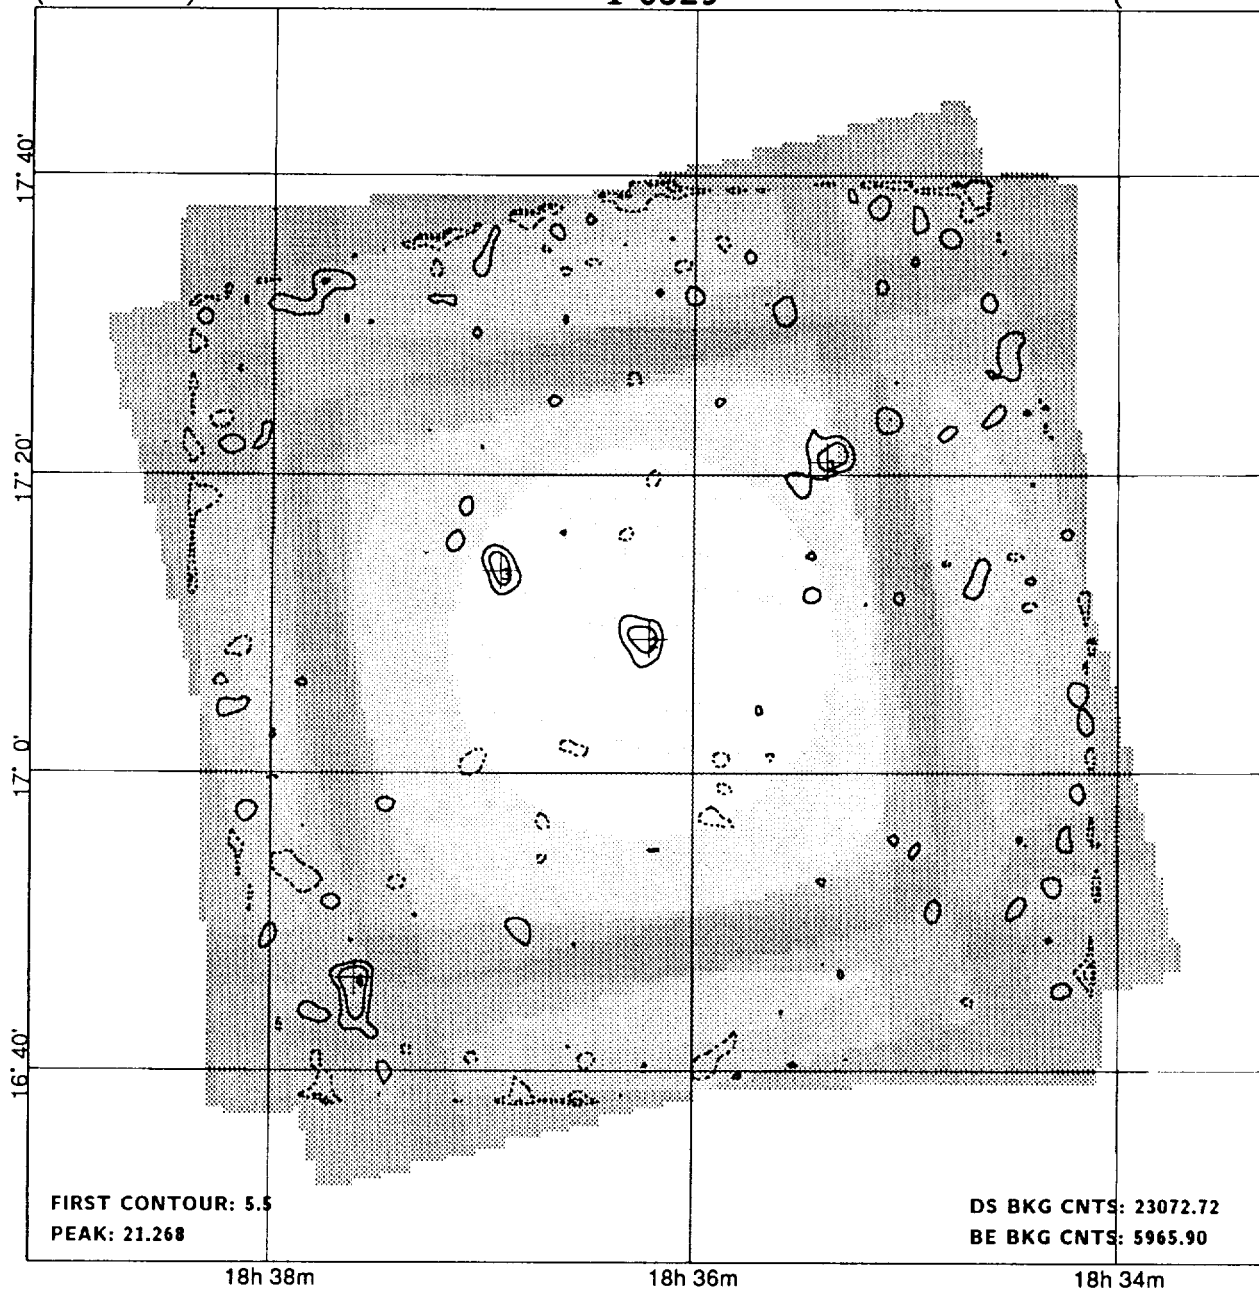 17° 40'
17° 20'
17° 0'
16° 40'
FIRST CONTOUR: 5.5
PEAK: 21.268
DS BKG CNTS: 23072.72
BE BKG CNTS: 5965.90
18h 38m
18h 36m
18h 34m